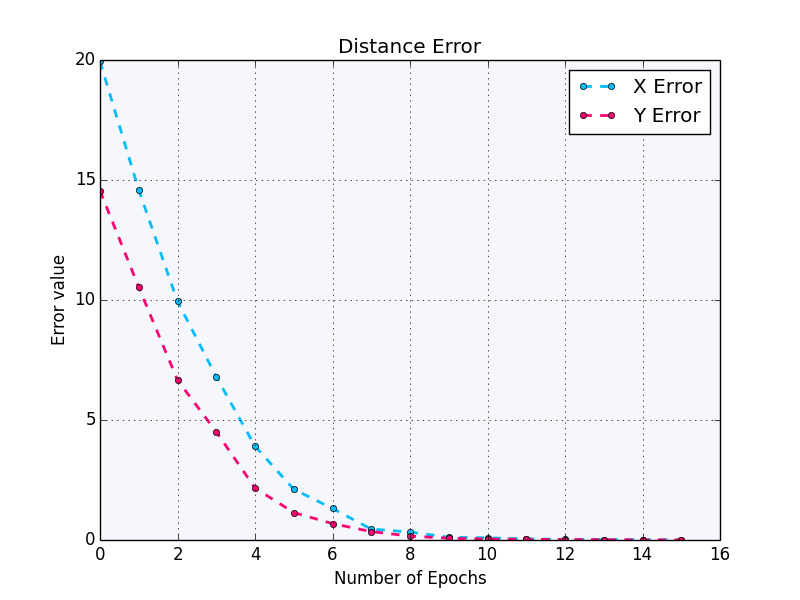 Distance Error
X Error
Y Error
20
15
10
5
0
Error value
0 2 4 6 8 10 12 14 16
Number of Epochs